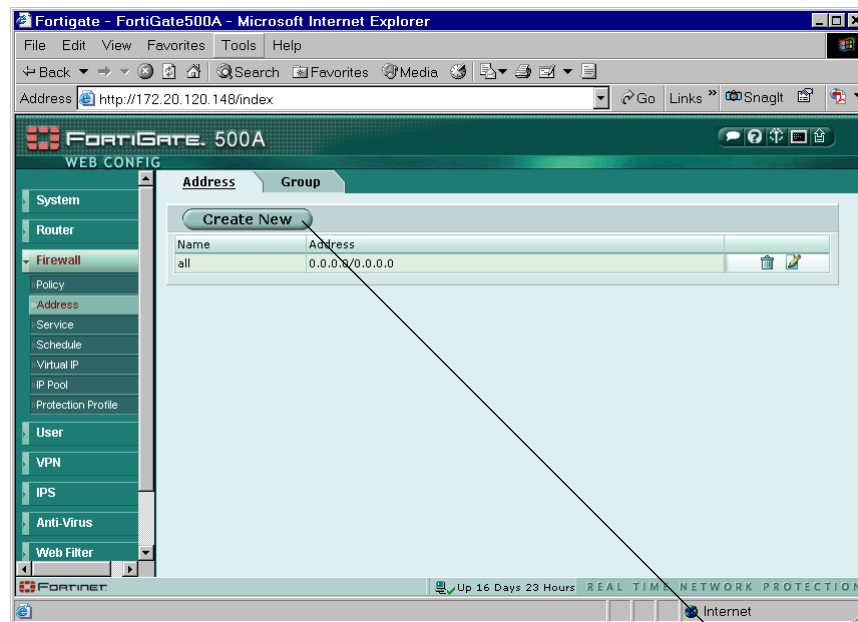 Fortigate - FortiGate500A - Microsoft Internet Explorer
File Edit View Favorites Tools Help
Back Search Favorites Media
Address http://172.20.120.148/index Go Links » SnagIt
FORTIGATE. 500A
WEB CONFIG
Address Group
System
Router
Firewall
Policy
Address
Service
Schedule
Virtual IP
IP Pool
Protection Profile
User
VPN
IPS
Anti-Virus
Web Filter
Create New
Name Address
all 0.0.0.0/0.0.0.0
FORTINET Up 16 Days 23 Hours REAL TIME NETWORK PROTECTION
Internet